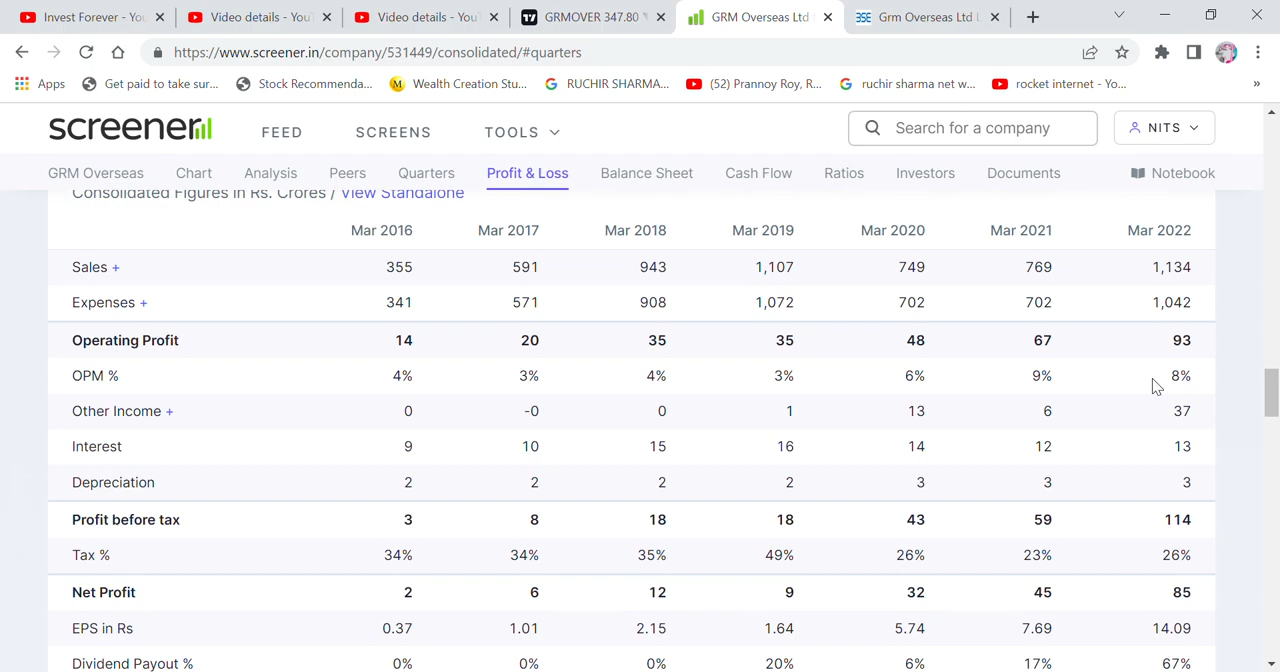 Invest Forever - You
Video details - YouT
Video details - YouT
GRMOVER 347.80
GRM Overseas Ltd
Grm Overseas Ltd L
https://www.screener.in/company/531449/consolidated/#quarters
Apps
Get paid to take sur...
Stock Recommenda...
Wealth Creation Stu...
RUCHIR SHARMA...
(52) Prannoy Roy, R...
ruchir sharma net w...
rocket internet - Yo...
»
screener
FEED
SCREENS
TOOLS
Search for a company
NITS
GRM Overseas
Chart
Analysis
Peers
Quarters
Profit & Loss
Balance Sheet
Cash Flow
Ratios
Investors
Documents
Notebook
Consolidated Figures in Rs. Crores / View Standalone
Mar 2016 Mar 2017 Mar 2018 Mar 2019 Mar 2020 Mar 2021 Mar 2022
Sales + 355 591 943 1,107 749 769 1,134
Expenses + 341 571 908 1,072 702 702 1,042
Operating Profit 14 20 35 35 48 67 93
OPM % 4% 3% 4% 3% 6% 9% 8%
Other Income + 0 -0 0 1 13 6 37
Interest 9 10 15 16 14 12 13
Depreciation 2 2 2 2 3 3 3
Profit before tax 3 8 18 18 43 59 114
Tax % 34% 34% 35% 49% 26% 23% 26%
Net Profit 2 6 12 9 32 45 85
EPS in Rs 0.37 1.01 2.15 1.64 5.74 7.69 14.09
Dividend Payout % 0% 0% 0% 20% 6% 17% 67%